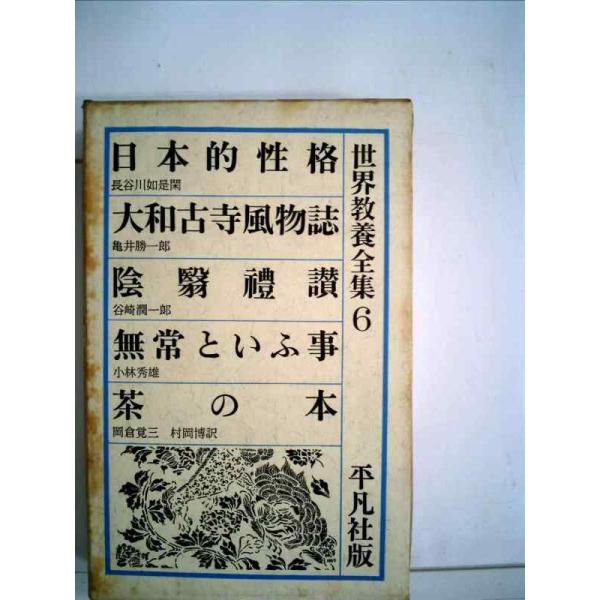 世界教養全集6
平凡社版
日本的性格
長谷川如是閑
大和古寺風物誌
亀井勝一郎
陰翳禮讃
谷崎潤一郎
無常といふ事
小林秀雄
茶の本
岡倉覚三 村岡博訳